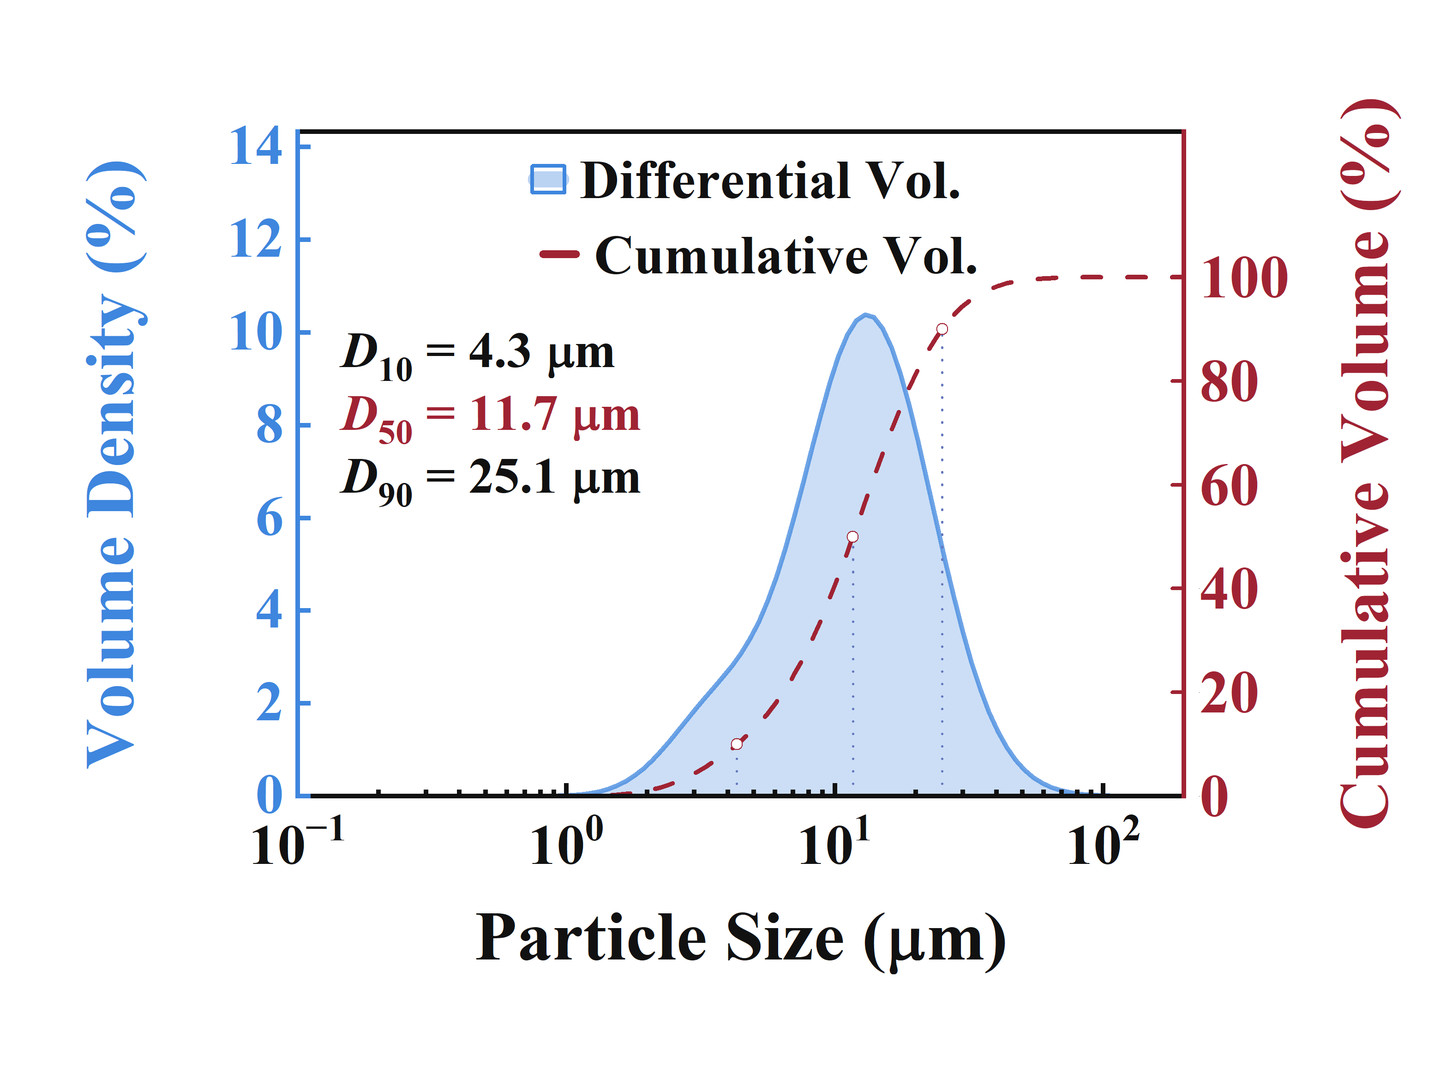 Differential Vol.
Cumulative Vol.
D₁₀ = 4.3 μm
D₅₀ = 11.7 μm
D₉₀ = 25.1 μm
Volume Density (%)
14
12
10
8
6
4
2
0
Cumulative Volume (%)
100
80
60
40
20
0
10⁻¹ 10⁰ 10¹ 10²
Particle Size (μm)